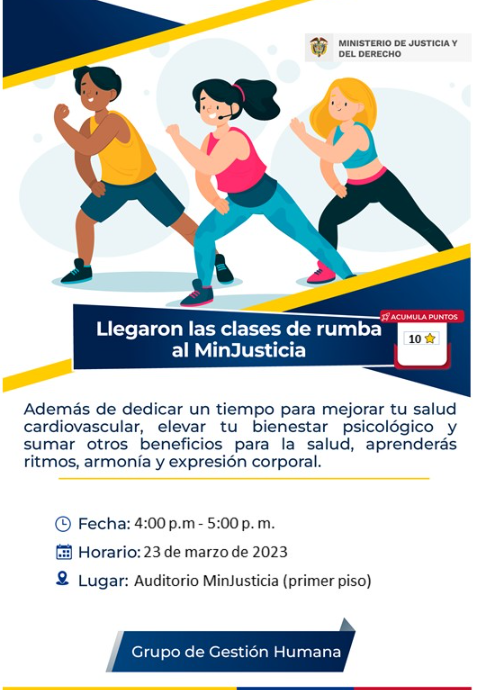 MINISTERIO DE JUSTICIA Y
DEL DERECHO
Llegaron las clases de rumba
al MinJusticia
ACUMULA PUNTOS
10
Además de dedicar un tiempo para mejorar tu salud
cardiovascular, elevar tu bienestar psicológico y
sumar otros beneficios para la salud, aprenderás
ritmos, armonía y expresión corporal.
Fecha: 4:00 p.m - 5:00 p. m.
Horario: 23 de marzo de 2023
Lugar: Auditorio MinJusticia (primer piso)
Grupo de Gestión Humana